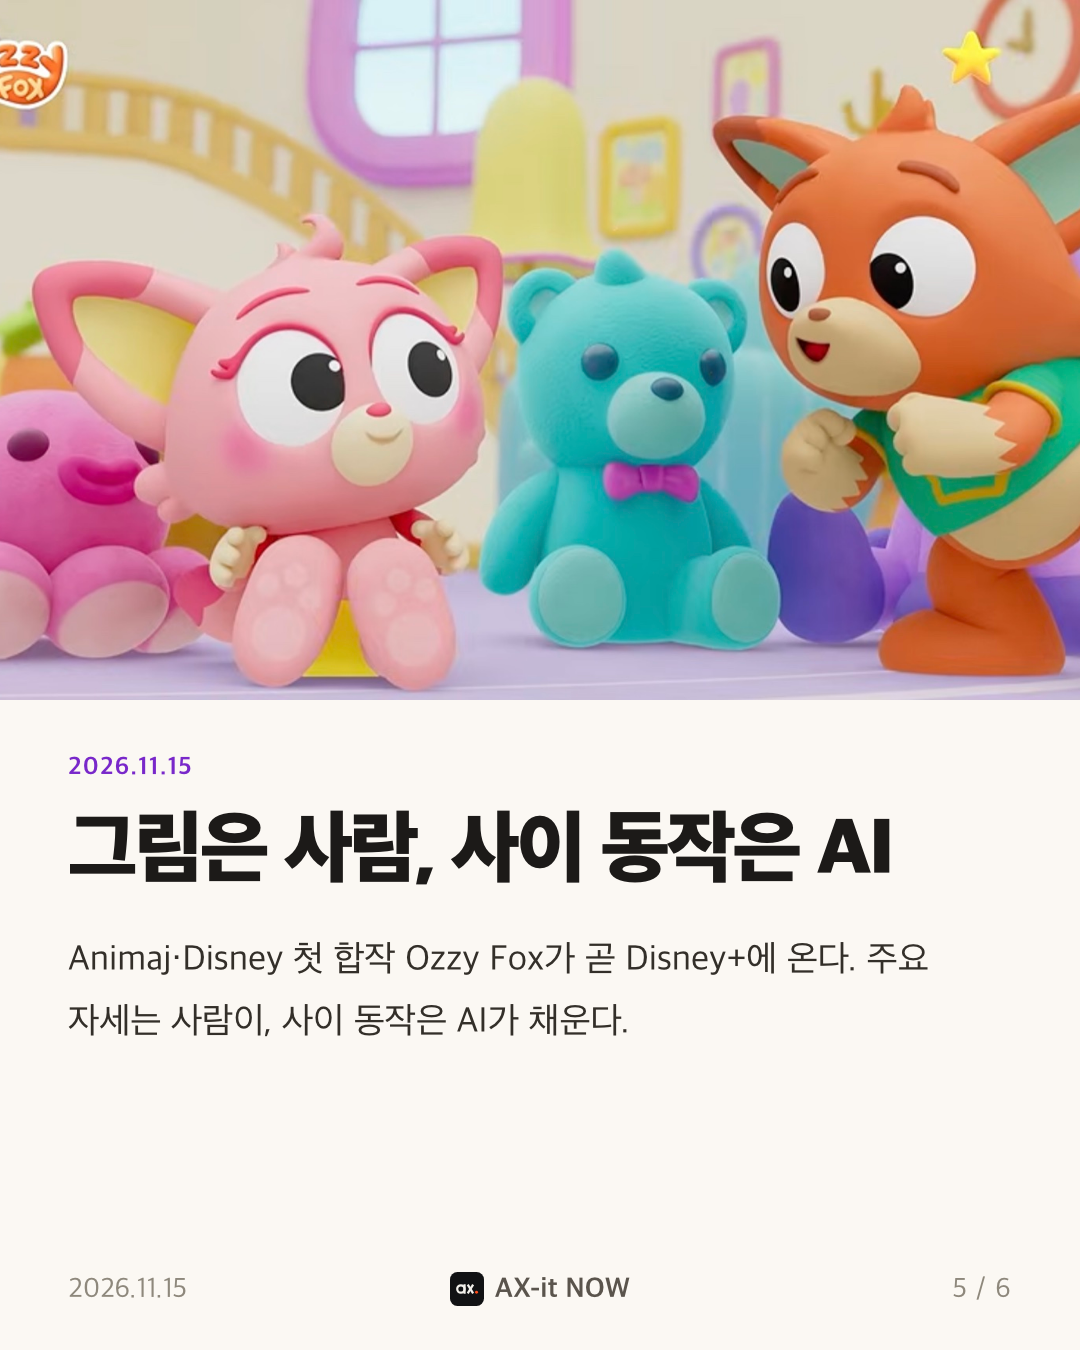 zzy
FOX
2026.11.15
그림은 사람, 사이 동작은 AI
Animaj·Disney 첫 합작 Ozzy Fox가 곧 Disney+에 온다. 주요
자세는 사람이, 사이 동작은 AI가 채운다.
2026.11.15
ax.
AX-it NOW
5 / 6